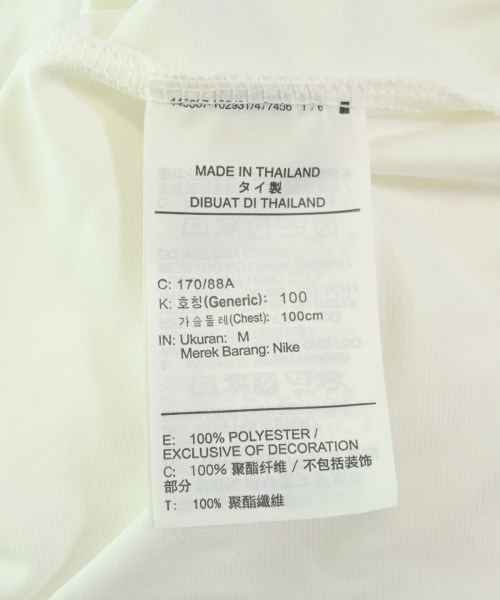 MADE IN THAILAND
タイ製
DIBUAT DI THAILAND
C: 170/88A
K: 호칭(Generic): 100
가슴둘레(Chest): 100cm
IN: Ukuran: M
Merek Barang: Nike
E: 100% POLYESTER /
EXCLUSIVE OF DECORATION
C: 100% 聚酯纤维 / 不包括装饰
部分
T: 100% 聚酯纖維